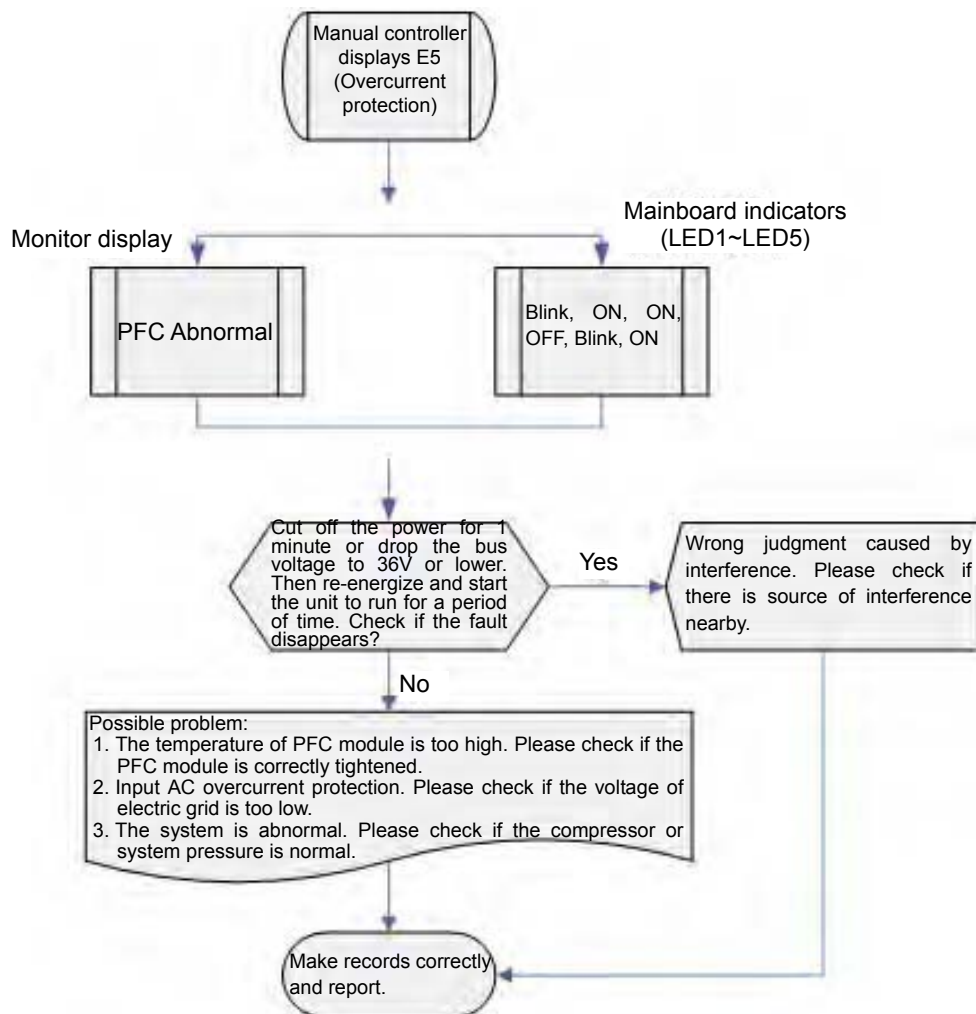 Manual controller
displays E5
(Overcurrent
protection)
Monitor display
Mainboard indicators
(LED1~LED5)
PFC Abnormal
Blink, ON, ON,
OFF, Blink, ON
Cut off the power for 1
minute or drop the bus
voltage to 36V or lower.
Then re-energize and start
the unit to run for a period
of time. Check if the fault
disappears?
Yes
Wrong judgment caused by
interference. Please check if
there is source of interference
nearby.
No
Possible problem:
1. The temperature of PFC module is too high. Please check if the
PFC module is correctly tightened.
2. Input AC overcurrent protection. Please check if the voltage of
electric grid is too low.
3. The system is abnormal. Please check if the compressor or
system pressure is normal.
Make records correctly
and report.